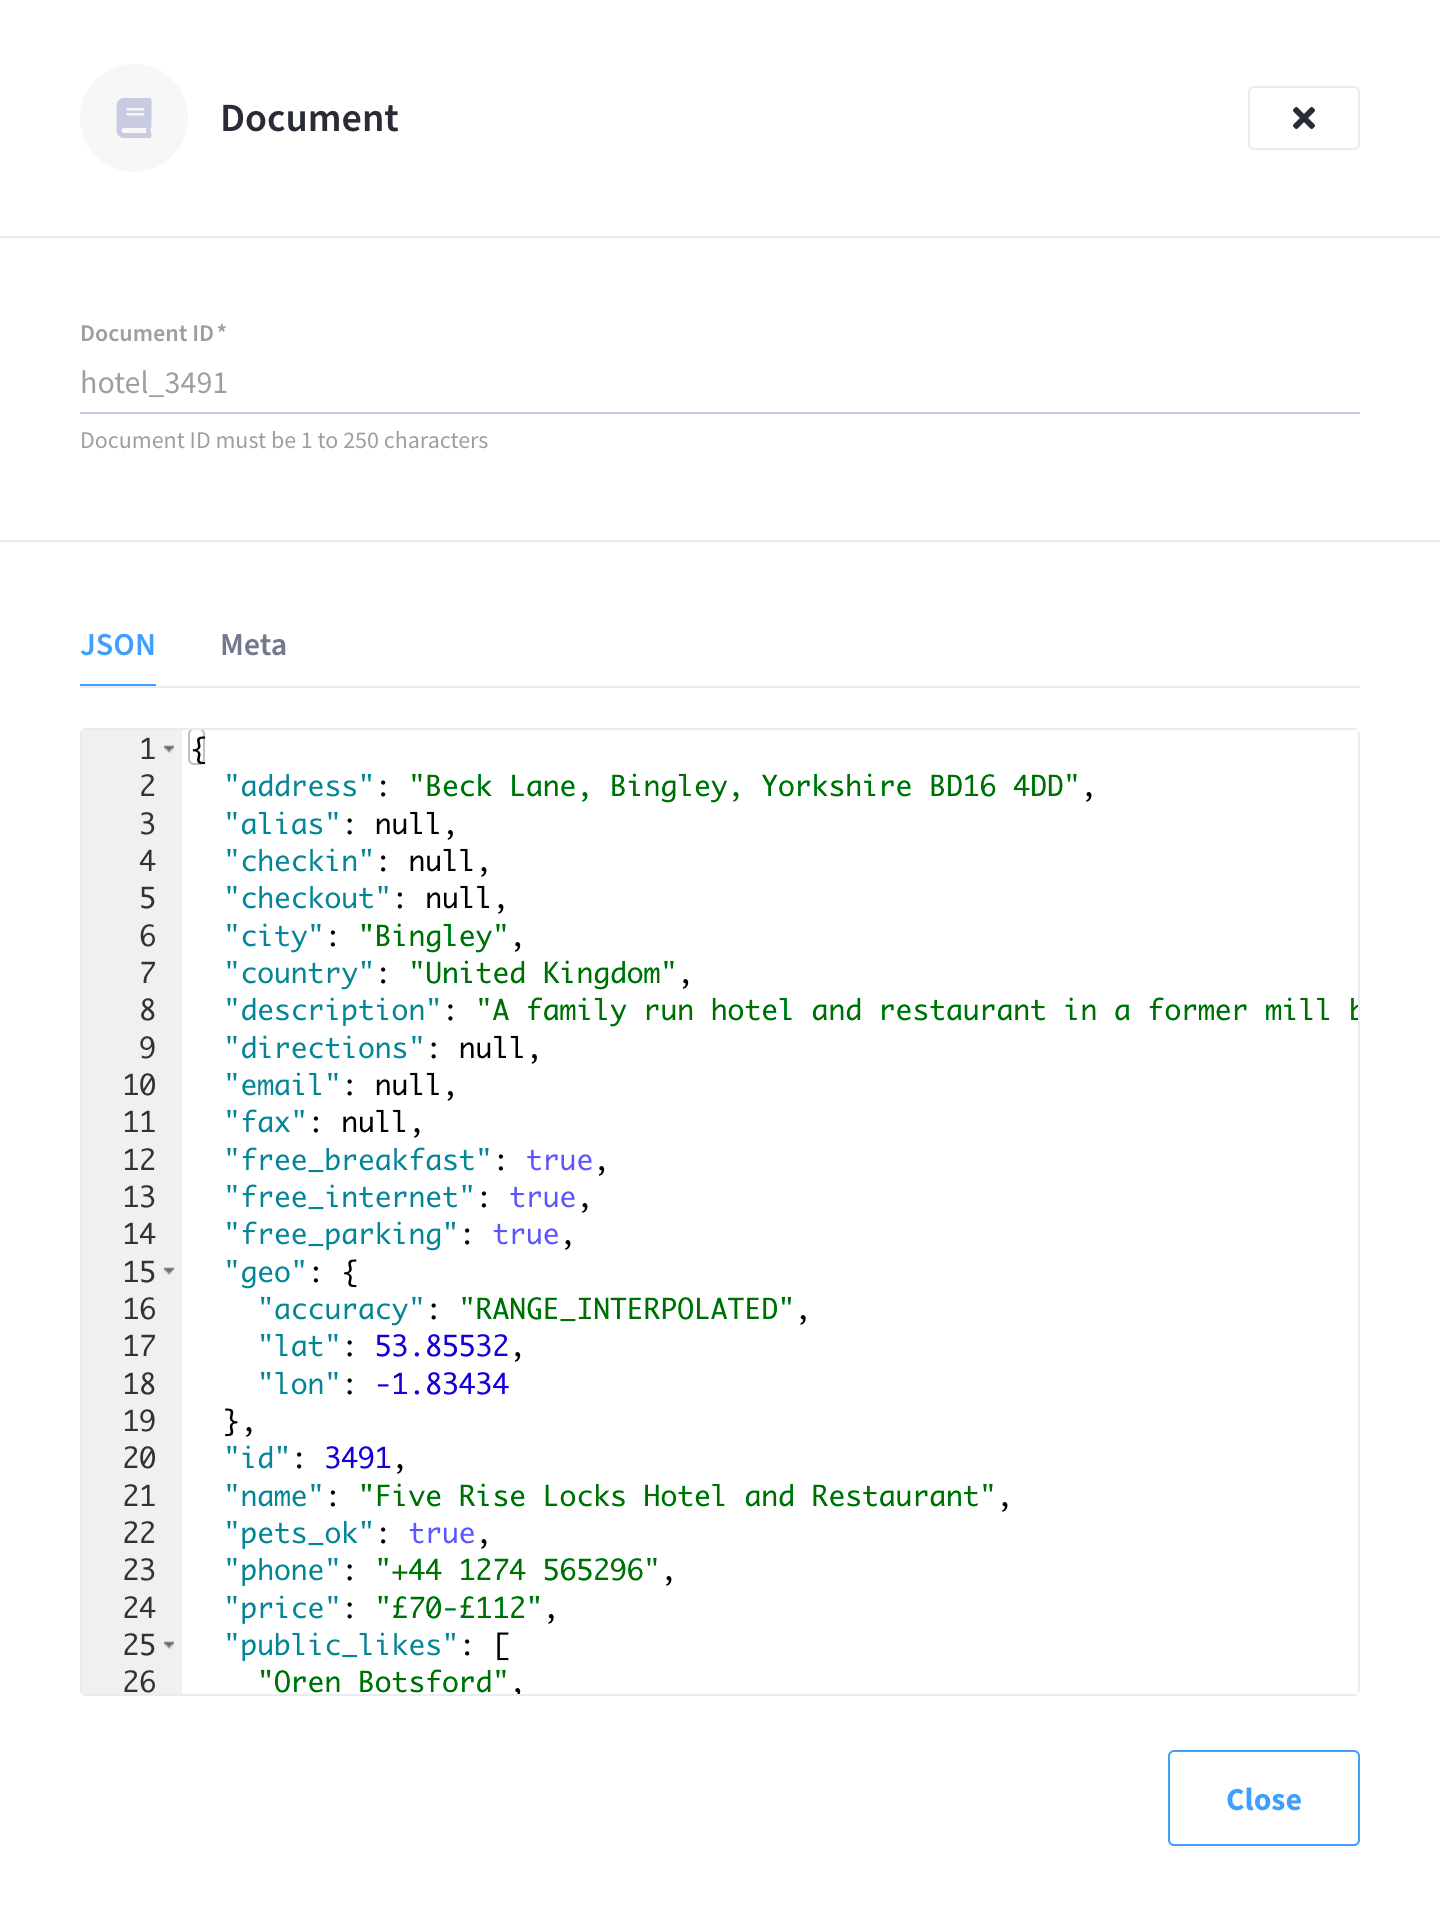 Document
Document ID*
hotel_3491
Document ID must be 1 to 250 characters
JSON Meta
1 {
2   "address": "Beck Lane, Bingley, Yorkshire BD16 4DD",
3   "alias": null,
4   "checkin": null,
5   "checkout": null,
6   "city": "Bingley",
7   "country": "United Kingdom",
8   "description": "A family run hotel and restaurant in a former mill
9   "directions": null,
10   "email": null,
11   "fax": null,
12   "free_breakfast": true,
13   "free_internet": true,
14   "free_parking": true,
15   "geo": {
16     "accuracy": "RANGE_INTERPOLATED",
17     "lat": 53.85532,
18     "lon": -1.83434
19   },
20   "id": 3491,
21   "name": "Five Rise Locks Hotel and Restaurant",
22   "pets_ok": true,
23   "phone": "+44 1274 565296",
24   "price": "£70-£112",
25   "public_likes": [
26     "Oren Botsford",
Close